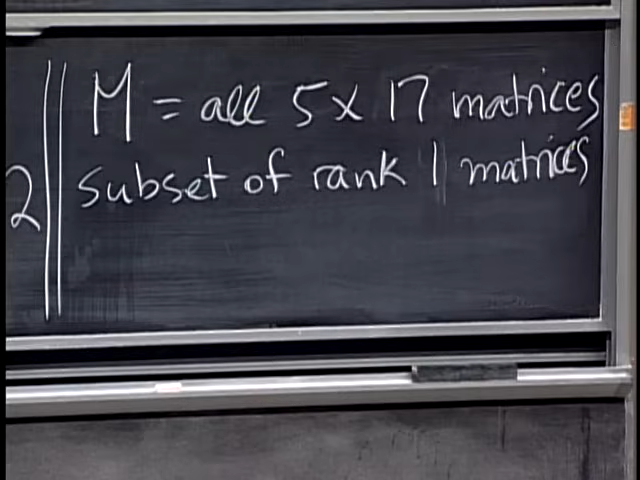 M = all 5 x 17 matrices
2
subset of rank 1 matrices